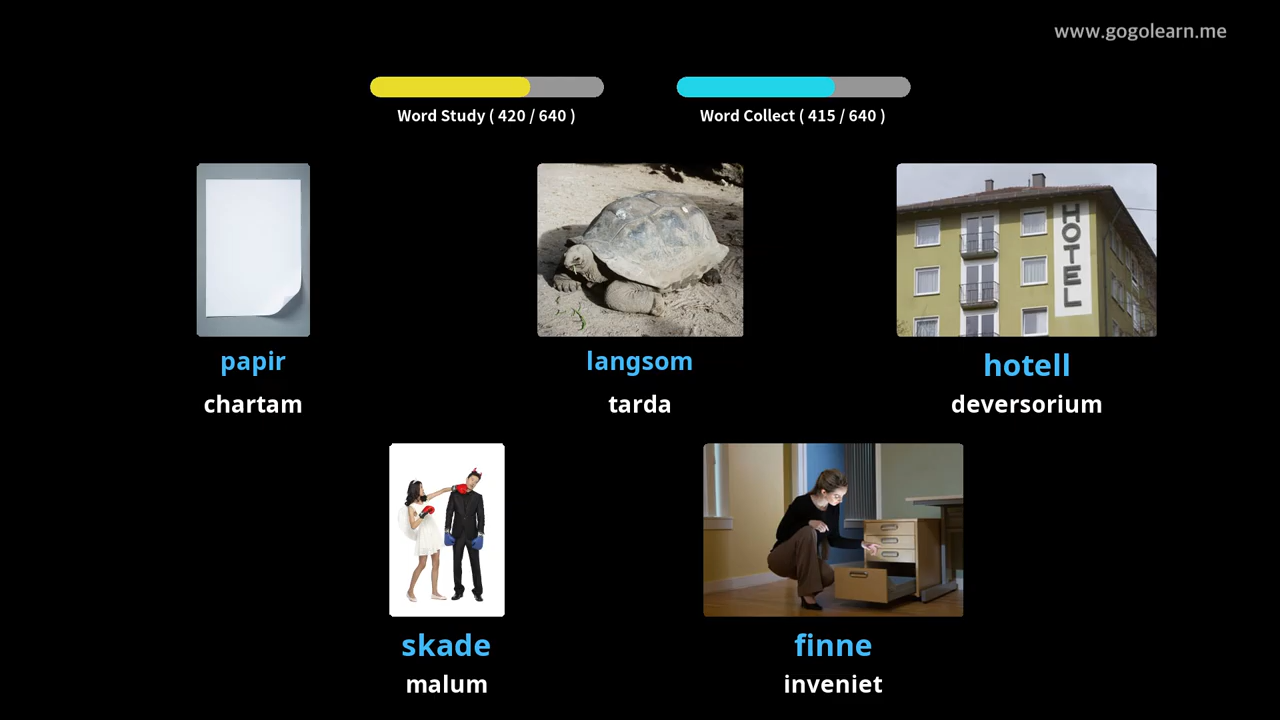 www.gogolearn.me
Word Study ( 420 / 640 )
Word Collect ( 415 / 640 )
HOTEL
papir
langsom
hotell
chartam
tarda
deversorium
skade
finne
malum
inveniet